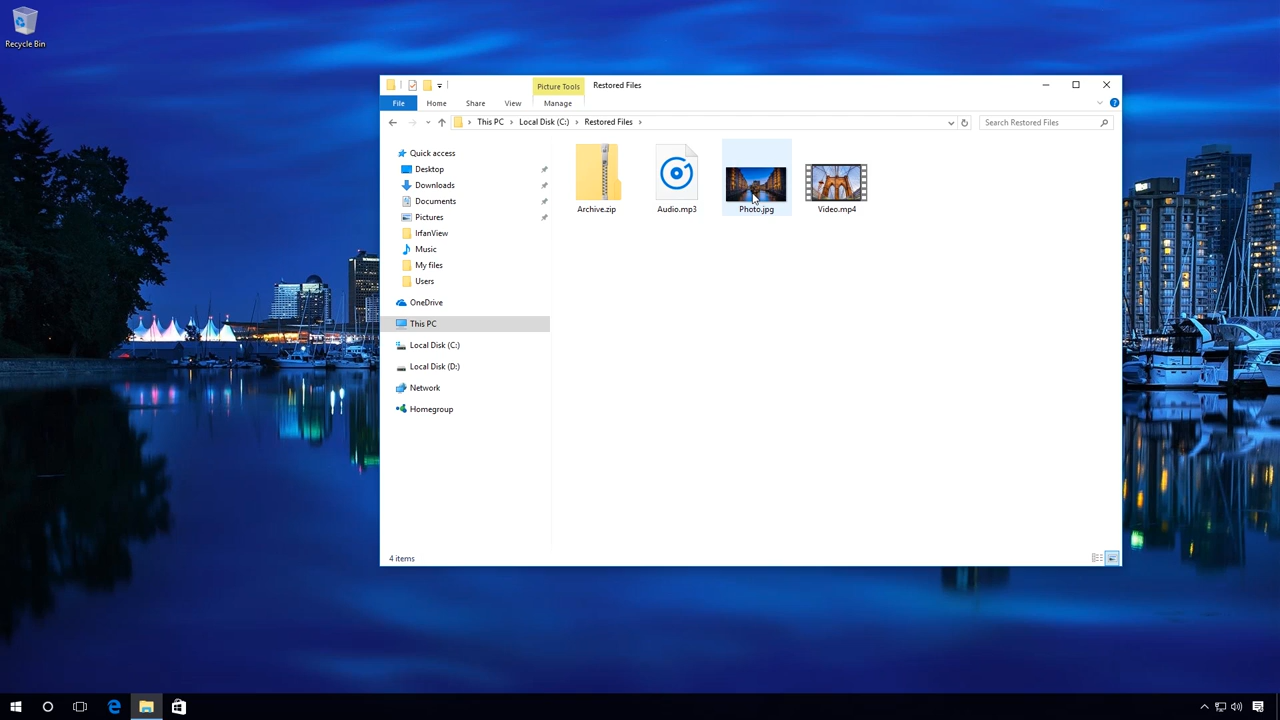 Recycle Bin
Picture Tools
Restored Files
File
Home
Share
View
Manage
This PC
Local Disk (C:)
Restored Files
Search Restored Files
Quick access
Desktop
Downloads
Documents
Pictures
IrfanView
Music
My files
Users
OneDrive
This PC
Local Disk (C:)
Local Disk (D:)
Network
Homegroup
Archive.zip
Audio.mp3
Photo.jpg
Video.mp4
4 items